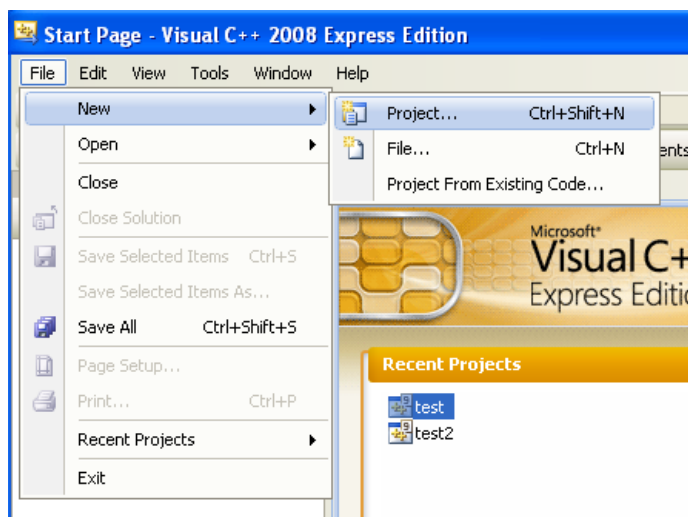 Start Page - Visual C++ 2008 Express Edition
File Edit View Tools Window Help
New
Project... Ctrl+Shift+N
Open
File... Ctrl+N
Close
Project From Existing Code...
Close Solution
Save Selected Items Ctrl+S
Microsoft
Visual C+
Save Selected Items As...
Express Editio
Save All Ctrl+Shift+S
Page Setup...
Recent Projects
Print... Ctrl+P
test
test2
Recent Projects
Exit